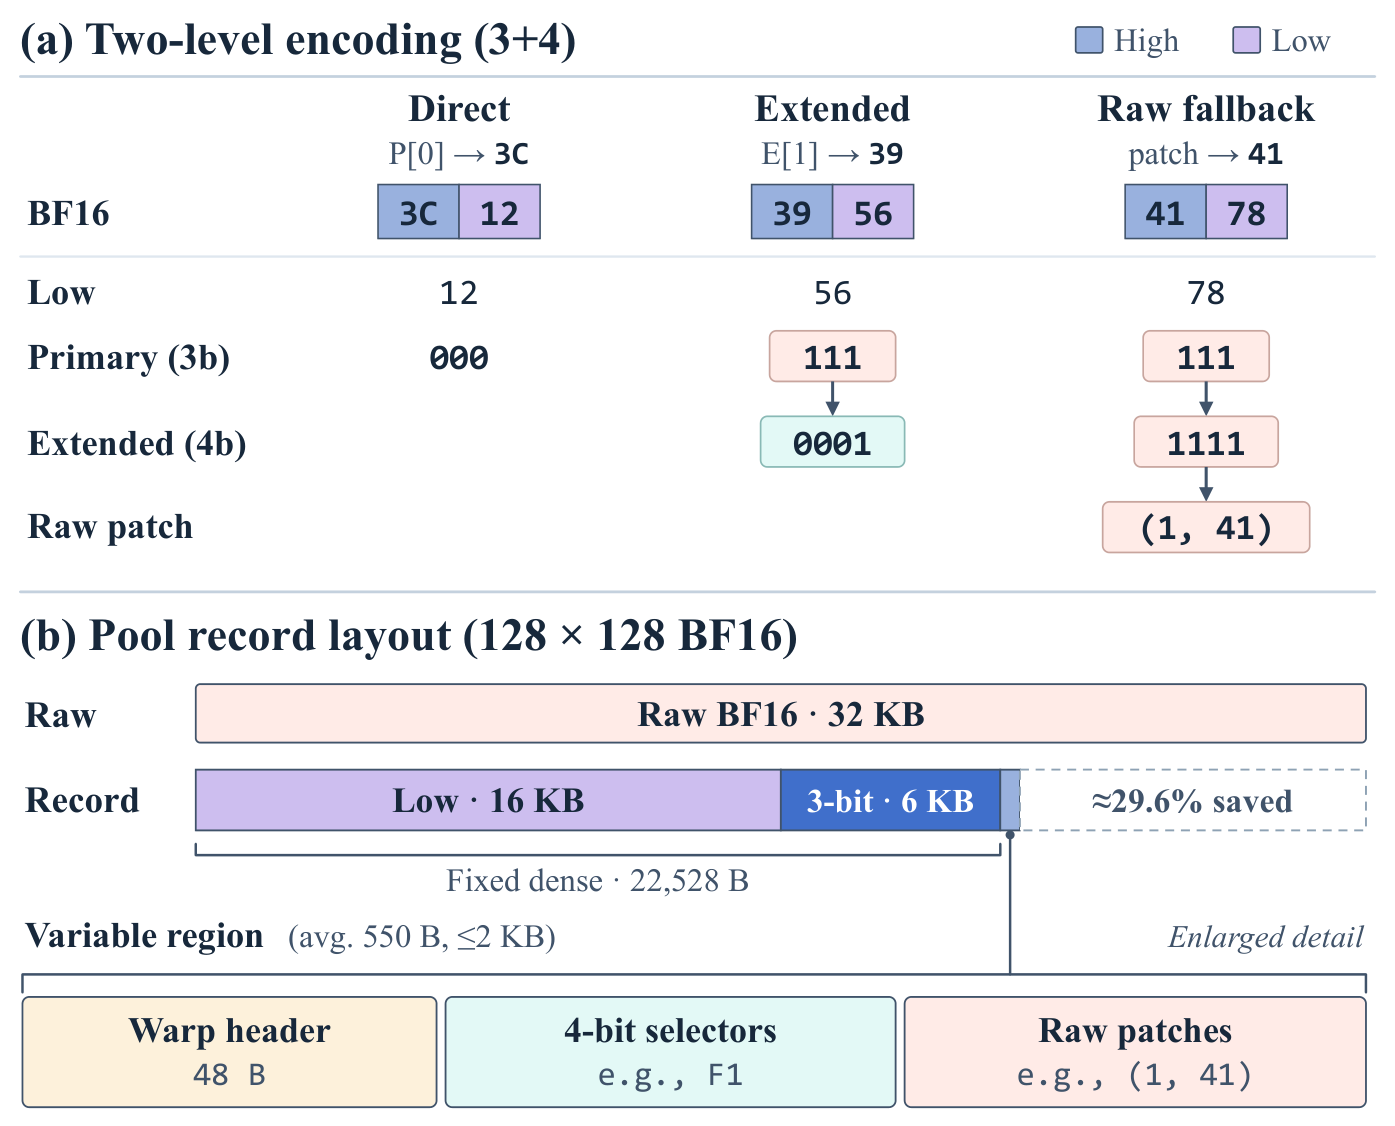 (a) Two-level encoding (3+4)
High
Low
Direct
Extended
Raw fallback
P[0] → 3C
E[1] → 39
patch → 41
BF16
3C
12
39
56
41
78
Low
12
56
78
Primary (3b)
000
111
111
Extended (4b)
0001
1111
Raw patch
(1, 41)
(b) Pool record layout (128 × 128 BF16)
Raw
Raw BF16 · 32 KB
Record
Low · 16 KB
3-bit · 6 KB
≈29.6% saved
Fixed dense · 22,528 B
Variable region (avg. 550 B, ≤2 KB)
Enlarged detail
Warp header
48 B
4-bit selectors
e.g., F1
Raw patches
e.g., (1, 41)